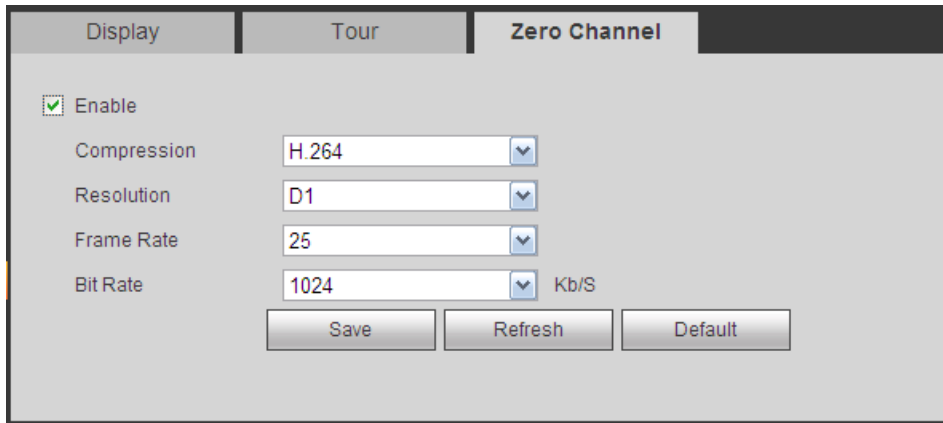 Display Tour Zero Channel
Enable
Compression H.264
Resolution D1
Frame Rate 25
Bit Rate 1024 Kb/S
Save Refresh Default